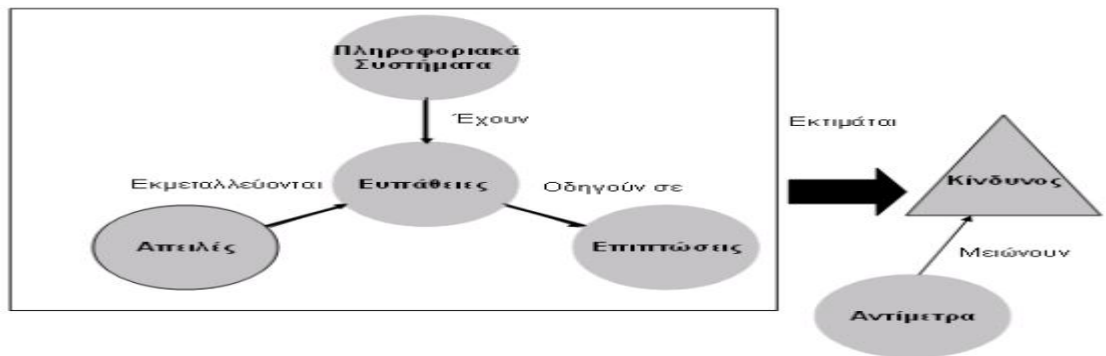 Πληροφοριακά
Συστήματα
Έχουν
Εκτιμάται
Εκμεταλλεύονται
Ευπάθειες
Οδηγούν σε
Κίνδυνος
Απειλές
Επιπτώσεις
Μειώνουν
Αντίμετρα